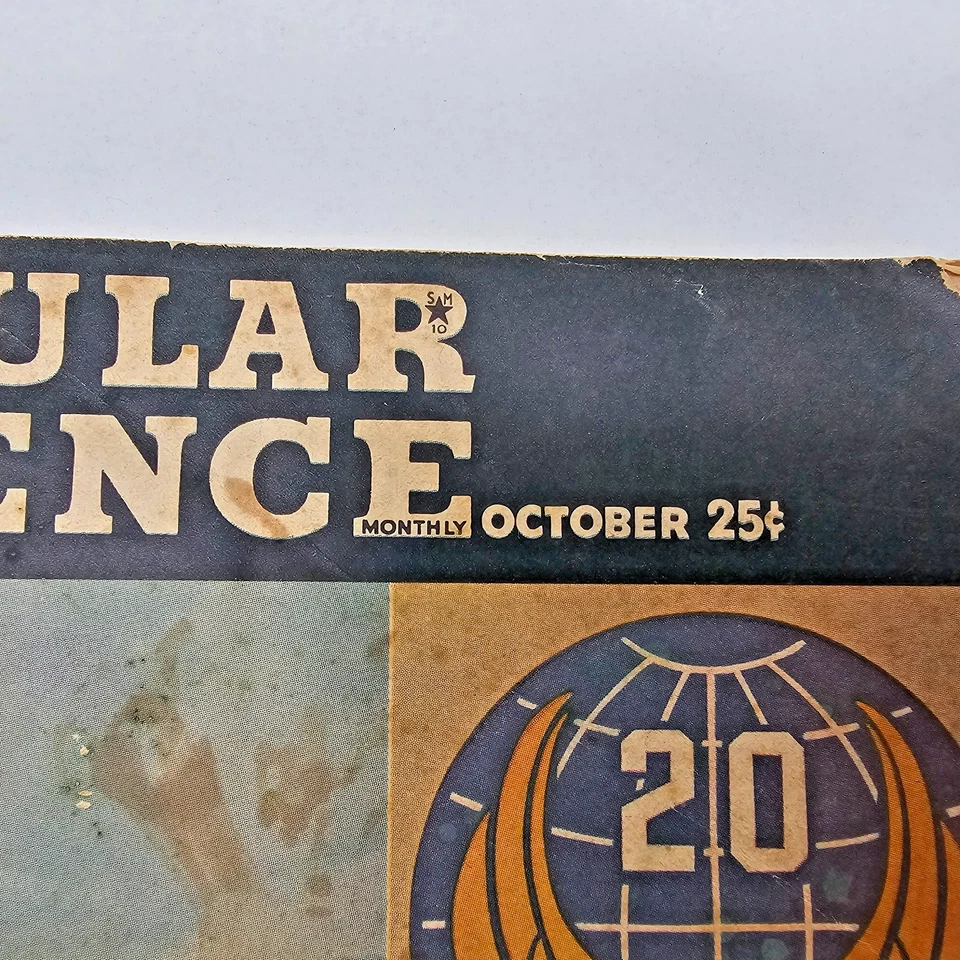 ULAR
S★M
10
ENCE
MONTHLY OCTOBER 25¢
20